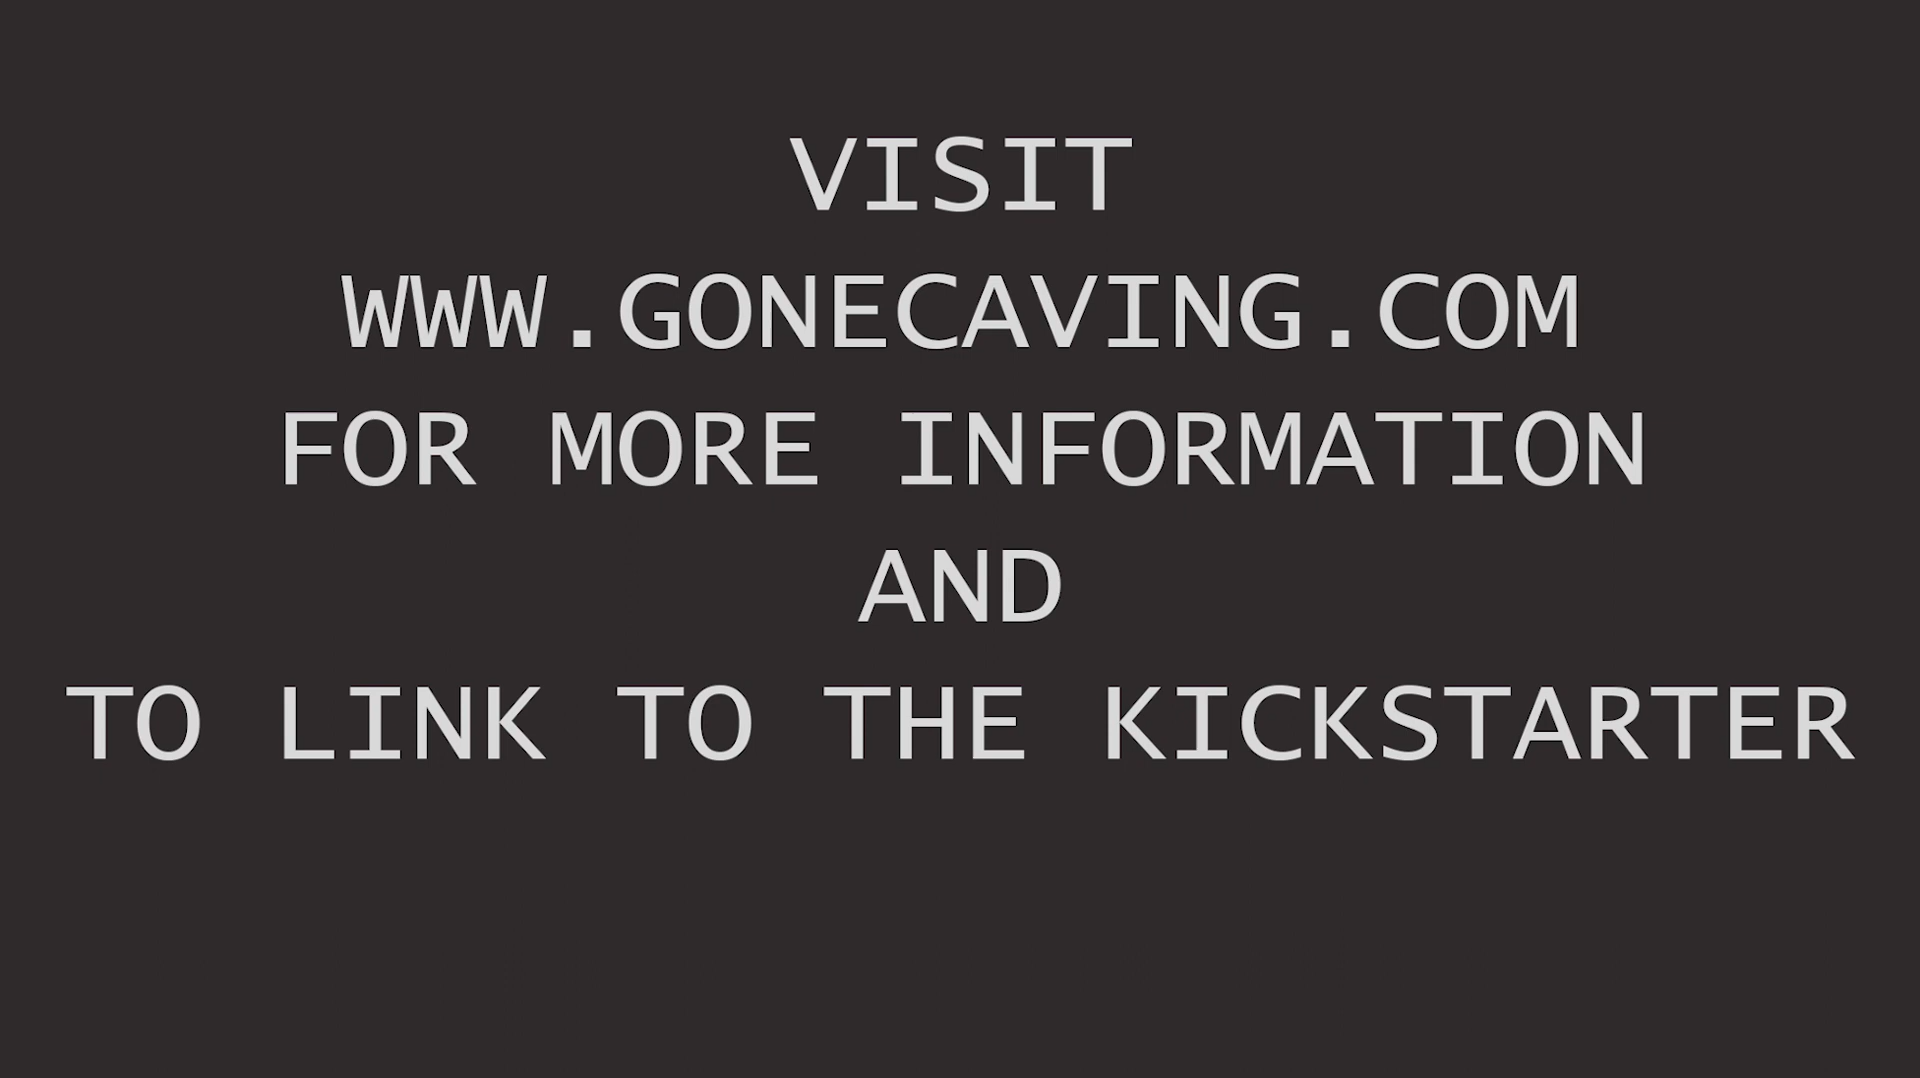 VISIT
WWW.GONECAVING.COM
FOR MORE INFORMATION
AND
TO LINK TO THE KICKSTARTER